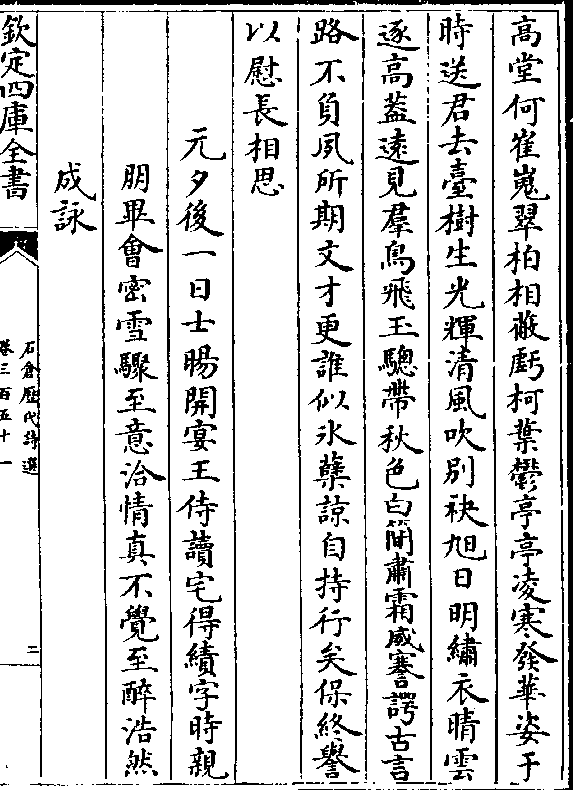 高堂何崔嵬翠柏相蔽虧柯葉鬱亭亭凌寒發華姿于
時送君去臺樹生光輝清風吹別袂旭日明繡衣晴雲
逐高蓋遠見羣鳥飛玉驄帶秋色白簡肅霜威謇諤古言
路不負夙所期文才更誰似氷蘖諒自持行矣保終譽
以慰長相思
元夕後一日士暘開宴王侍讀宅得績字時親
朋畢會密雪驟至意洽情真不覺至醉浩然
成詠
欽定四庫全書
石倉歷代詩選
卷三百五十一
二